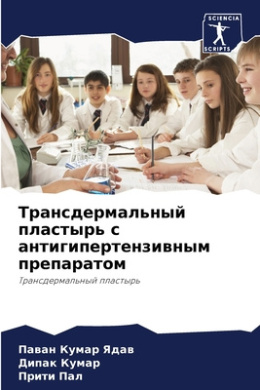 SCIENCIA
SCRIPTS
Трансдермальный
пластырь с
антигипертензивным
препаратом
Трансдермальный пластырь
Паван Кумар Ядав
Дипак Кумар
Прити Пал